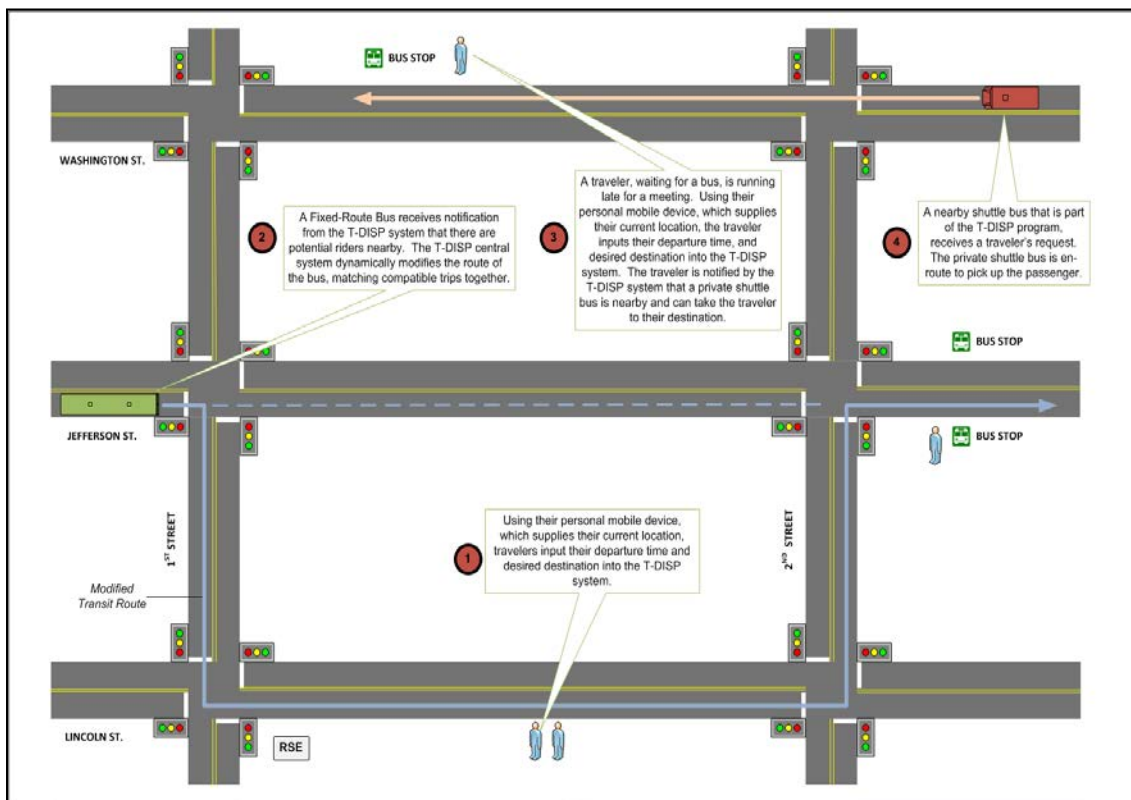 BUS STOP
WASHINGTON ST.
2
A Fixed-Route Bus receives notification
from the T-DISP system that there are
potential riders nearby. The T-DISP central
system dynamically modifies the route of
the bus, matching compatible trips together.
3
A traveler, waiting for a bus, is running
late for a meeting. Using their
personal mobile device, which supplies
their current location, the traveler
inputs their departure time, and
desired destination into the T-DISP
system. The traveler is notified by the
T-DISP system that a private shuttle
bus is nearby and can take the traveler
to their destination.
4
A nearby shuttle bus that is part
of the T-DISP program,
receives a traveler's request.
The private shuttle bus is en-
route to pick up the passenger.
BUS STOP
JEFFERSON ST.
BUS STOP
1
Using their personal mobile device,
which supplies their current location,
travelers input their departure time and
desired destination into the T-DISP
system.
1ST STREET
2ND STREET
Modified
Transit Route
LINCOLN ST.
RSE